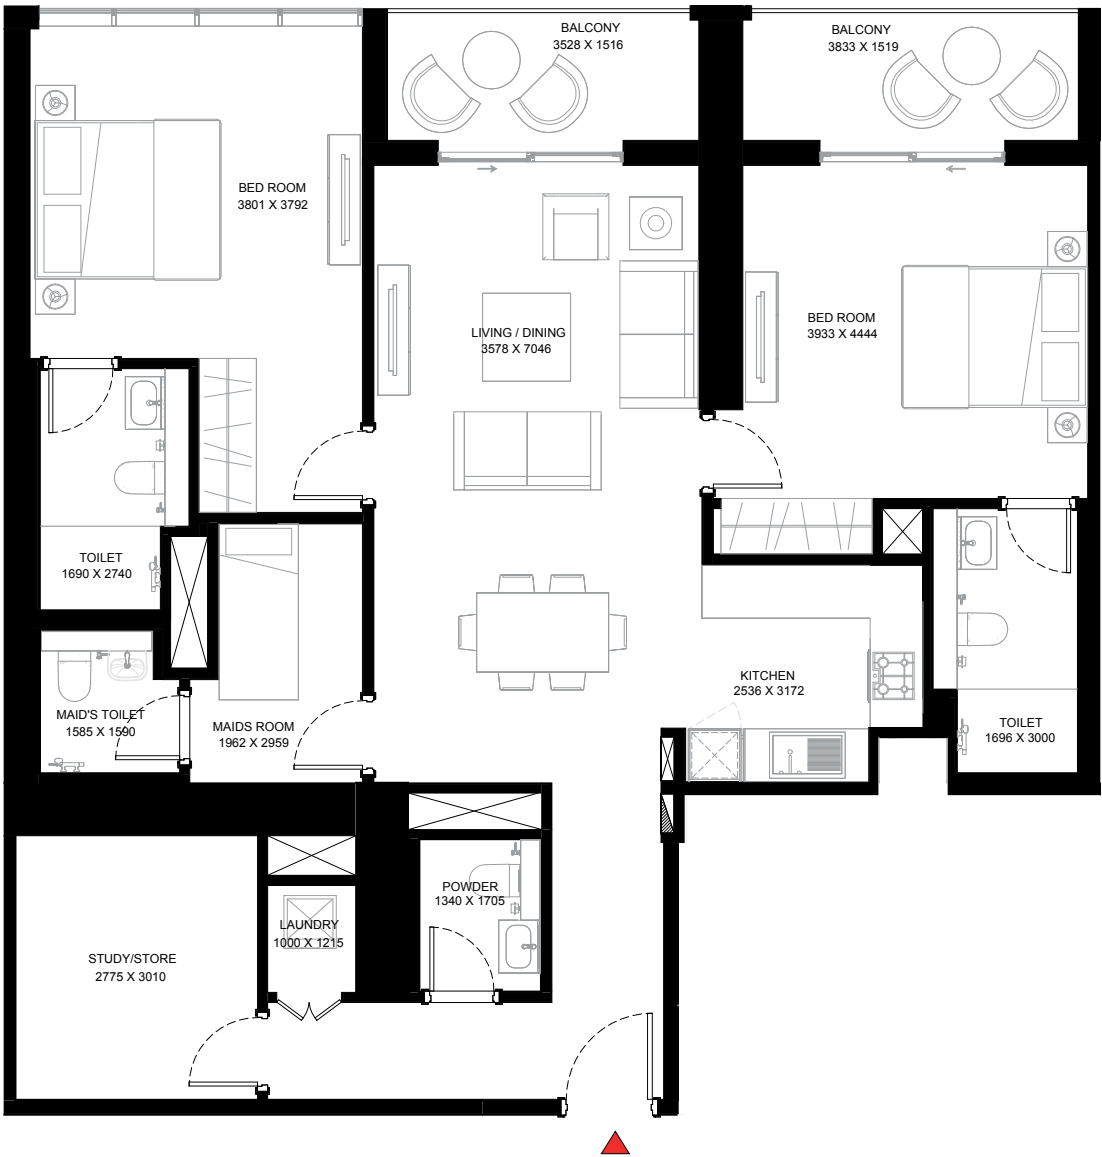 BALCONY
3528 X 1516
BALCONY
3833 X 1519
BED ROOM
3801 X 3792
LIVING / DINING
3578 X 7046
BED ROOM
3933 X 4444
TOILET
1690 X 2740
MAID'S TOILET
1585 X 1590
MAIDS ROOM
1962 X 2959
KITCHEN
2536 X 3172
TOILET
1696 X 3000
POWDER
1340 X 1705
LAUNDRY
1000 X 1215
STUDY/STORE
2775 X 3010